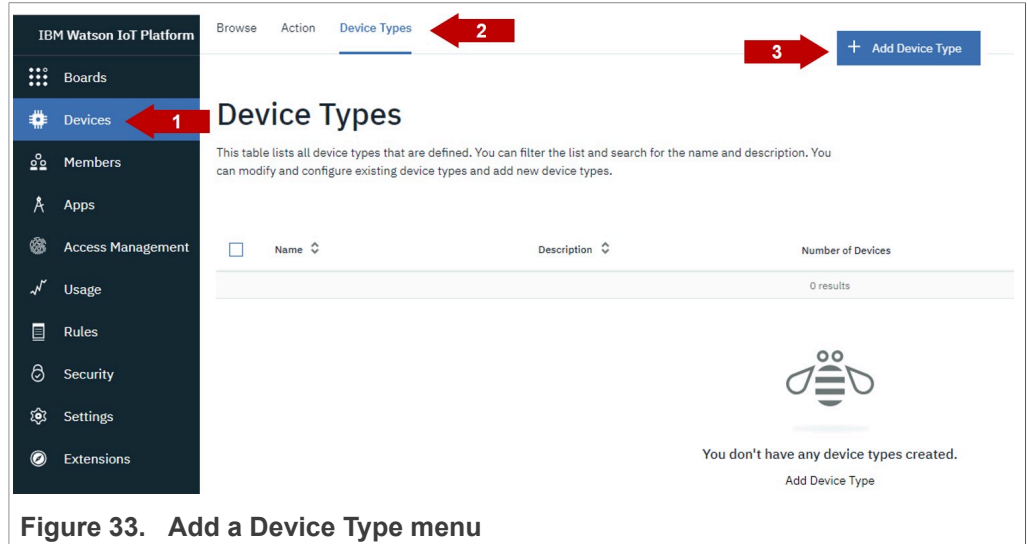 IBM Watson IoT Platform
Browse Action Device Types
2
3
+ Add Device Type
Boards
Devices
1
Members
Apps
Access Management
Usage
Rules
Security
Settings
Extensions
Device Types
This table lists all device types that are defined. You can filter the list and search for the name and description. You
can modify and configure existing device types and add new device types.
Name Description Number of Devices
0 results
You don't have any device types created.
Add Device Type
Figure 33. Add a Device Type menu